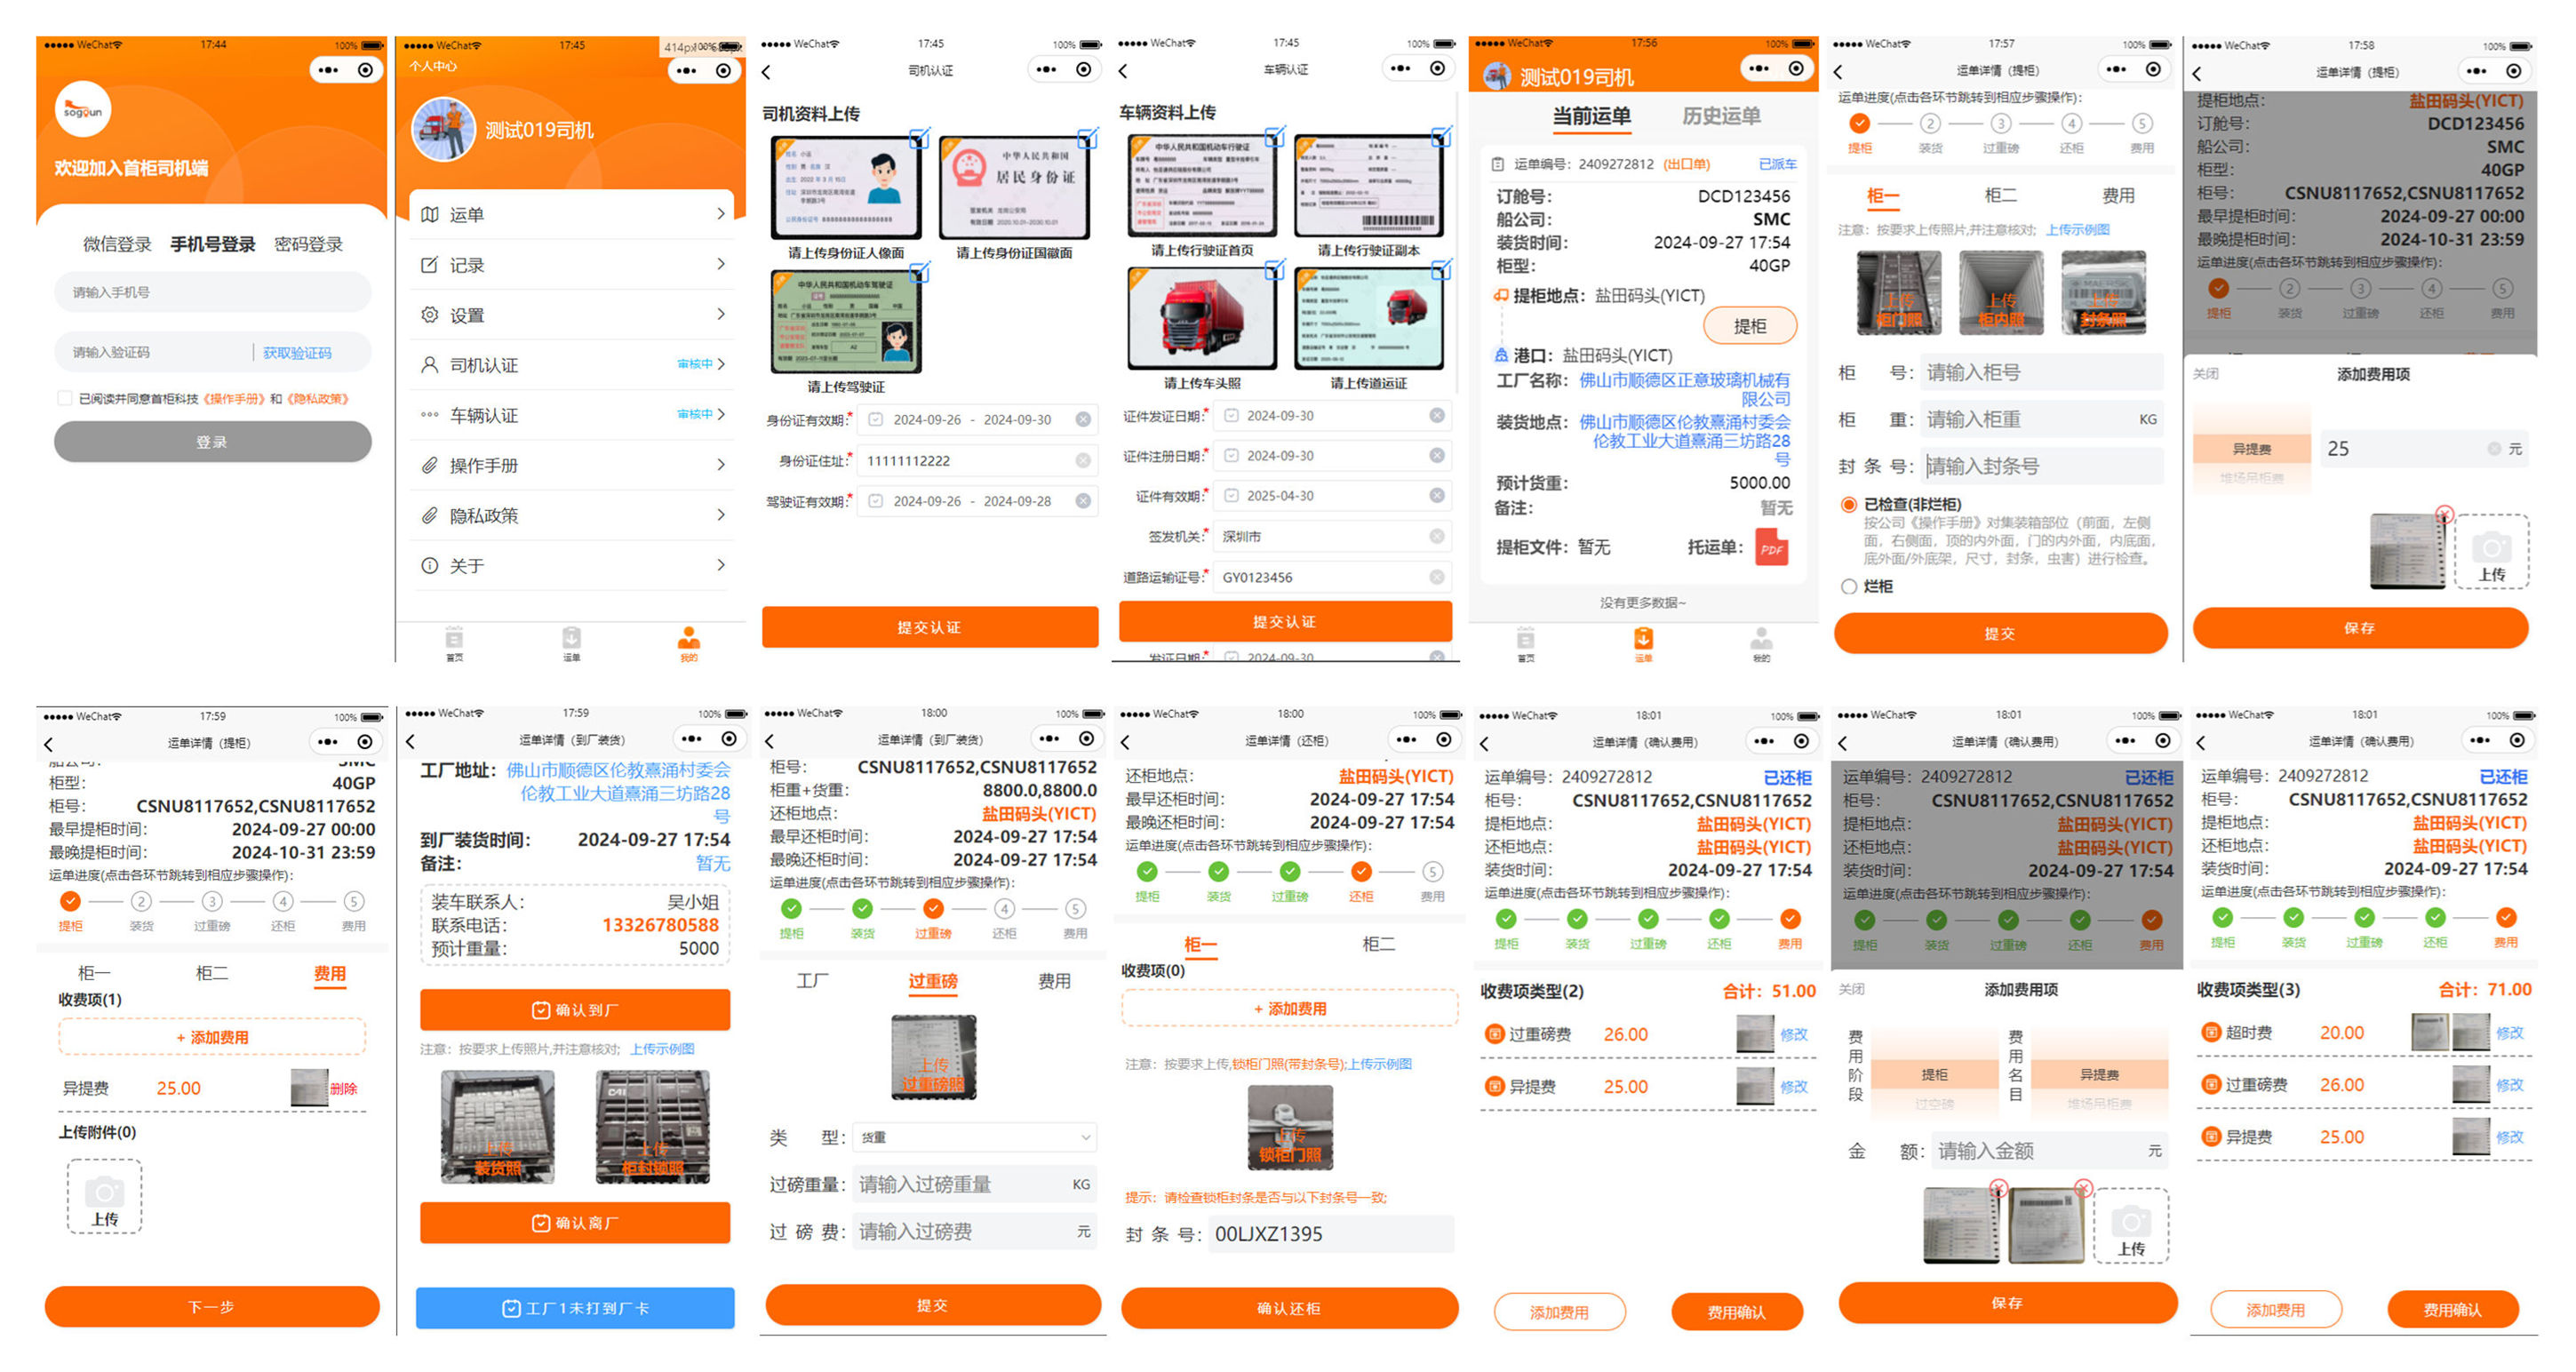 WeChat 17:44 100%
sogoun
欢迎加入首柜司机端
微信登录 手机号登录 密码登录
请输入手机号
请输入验证码 获取验证码
已阅读并同意首柜科技《操作手册》和《隐私政策》
登录
WeChat 17:45 100%
个人中心
测试019司机
运单
记录
设置
司机认证 审核中
车辆认证 审核中
操作手册
隐私政策
关于
首页 运单 我的
WeChat 17:45 100%
司机认证
司机资料上传
中华人民共和国
居民身份证
请上传身份证人像面 请上传身份证国徽面
中华人民共和国机动车驾驶证
请上传驾驶证
身份证有效期:* 2024-09-26 - 2024-09-30
身份证住址:* 11111112222
驾驶证有效期:* 2024-09-26 - 2024-09-28
提交认证
WeChat 17:45 100%
车辆认证
车辆资料上传
中华人民共和国机动车行驶证
请上传行驶证首页 请上传行驶证副本
请上传车头照 请上传道运证
证件发证日期:* 2024-09-30
证件注册日期:* 2024-09-30
证件有效期:* 2025-04-30
签发机关:* 深圳市
道路运输证号:* GY0123456
提交认证
发证日期:* 2024-09-30
WeChat 17:56 100%
测试019司机
当前运单 历史运单
运单编号: 2409272812 (出口单) 已派车
订舱号: DCD123456
船公司: SMC
装货时间: 2024-09-27 17:54
柜型: 40GP
提柜地点: 盐田码头(YICT)
提柜
港口: 盐田码头(YICT)
工厂名称: 佛山市顺德区正意玻璃机械有
限公司
装货地点: 佛山市顺德区伦教熹涌村委会
伦教工业大道熹涌三坊路28
号
预计货重: 5000.00
备注: 暂无
提柜文件: 暂无 托运单: PDF
没有更多数据~
首页 运单 我的
WeChat 17:57 100%
运单详情 (提柜)
运单进度(点击各环节跳转到相应步骤操作):
2 3 4 5
提柜 装货 过重磅 还柜 费用
柜一 柜二 费用
注意: 按要求上传照片,并注意核对; 上传示例图
上传 上传 上传
柜门照 柜内照 封条照
柜 号: 请输入柜号
柜 重: 请输入柜重 KG
封 条 号: 请输入封条号
已检查(非烂柜)
按公司《操作手册》对集装箱部位 (前面, 左侧
面, 右侧面, 顶的内外面, 门的内外面, 内底面,
底外面/外底架, 尺寸, 封条, 虫害) 进行检查。
烂柜
提交
WeChat 17:58 100%
运单详情 (提柜)
提柜地点: 盐田码头(YICT)
订舱号: DCD123456
船公司: SMC
柜型: 40GP
柜号: CSNU8117652,CSNU8117652
最早提柜时间: 2024-09-27 00:00
最晚提柜时间: 2024-10-31 23:59
运单进度(点击各环节跳转到相应步骤操作):
2 3 4 5
提柜 装货 过重磅 还柜 费用
关闭 添加费用项
异提费 25 元
堆场吊柜费
上传
保存
WeChat 17:59 100%
运单详情 (提柜)
船公司: SMC
柜型: 40GP
柜号: CSNU8117652,CSNU8117652
最早提柜时间: 2024-09-27 00:00
最晚提柜时间: 2024-10-31 23:59
运单进度(点击各环节跳转到相应步骤操作):
2 3 4 5
提柜 装货 过重磅 还柜 费用
柜一 柜二 费用
收费项(1)
+ 添加费用
异提费 25.00 删除
上传附件(0)
上传
下一步
WeChat 17:59 100%
运单详情 (到厂装货)
工厂地址: 佛山市顺德区伦教熹涌村委会
伦教工业大道熹涌三坊路28
号
到厂装货时间: 2024-09-27 17:54
备注: 暂无
装车联系人: 吴小姐
联系电话: 13326780588
预计重量: 5000
确认到厂
注意: 按要求上传照片,并注意核对; 上传示例图
上传 上传
装货照 柜封锁照
确认离厂
工厂1未打到厂卡
WeChat 18:00 100%
运单详情 (到厂装货)
柜号: CSNU8117652,CSNU8117652
柜重+货重: 8800.0,8800.0
还柜地点: 盐田码头(YICT)
最早还柜时间: 2024-09-27 17:54
最晚还柜时间: 2024-09-27 17:54
运单进度(点击各环节跳转到相应步骤操作):
4 5
提柜 装货 过重磅 还柜 费用
工厂 过重磅 费用
上传
过重磅照
类 型: 货重
过磅重量: 请输入过磅重量 KG
过 磅 费: 请输入过磅费 元
提交
WeChat 18:00 100%
运单详情 (还柜)
还柜地点: 盐田码头(YICT)
最早还柜时间: 2024-09-27 17:54
最晚还柜时间: 2024-09-27 17:54
运单进度(点击各环节跳转到相应步骤操作):
5
提柜 装货 过重磅 还柜 费用
柜一 柜二
收费项(0)
+ 添加费用
注意: 按要求上传,锁柜门照(带封条号);上传示例图
上传
锁柜门照
提示: 请检查锁柜封条是否与以下封条号一致;
封 条 号: 00LJXZ1395
确认还柜
WeChat 18:01 100%
运单详情 (确认费用)
运单编号: 2409272812 已还柜
柜号: CSNU8117652,CSNU8117652
提柜地点: 盐田码头(YICT)
还柜地点: 盐田码头(YICT)
装货时间: 2024-09-27 17:54
运单进度(点击各环节跳转到相应步骤操作):
提柜 装货 过重磅 还柜 费用
收费项类型(2) 合计: 51.00
过重磅费 26.00 修改
异提费 25.00 修改
添加费用 费用确认
WeChat 18:01 100%
运单详情 (确认费用)
运单编号: 2409272812 已还柜
柜号: CSNU8117652,CSNU8117652
提柜地点: 盐田码头(YICT)
还柜地点: 盐田码头(YICT)
装货时间: 2024-09-27 17:54
运单进度(点击各环节跳转到相应步骤操作):
提柜 装货 过重磅 还柜 费用
关闭 添加费用项
费用阶段 提柜 费用名目 异提费
过空磅 堆场吊柜费
金 额: 请输入金额 元
上传
保存
WeChat 18:01 100%
运单详情 (确认费用)
运单编号: 2409272812 已还柜
柜号: CSNU8117652,CSNU8117652
提柜地点: 盐田码头(YICT)
还柜地点: 盐田码头(YICT)
装货时间: 2024-09-27 17:54
运单进度(点击各环节跳转到相应步骤操作):
提柜 装货 过重磅 还柜 费用
收费项类型(3) 合计: 71.00
超时费 20.00 修改
过重磅费 26.00 修改
异提费 25.00 修改
添加费用 费用确认